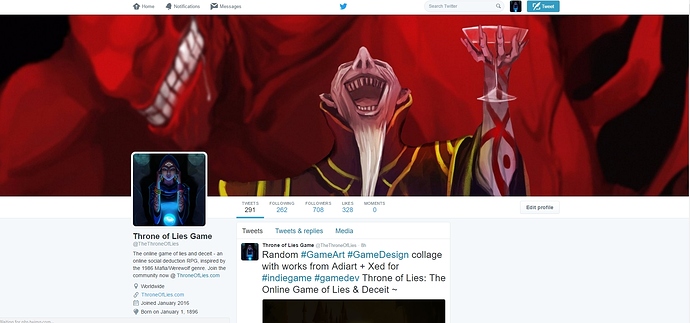 Home Notifications Messages Search Twitter Tweet
TWEETS FOLLOWING FOLLOWERS LIKES MOMENTS
291 262 708 328 0
Edit profile
Throne of Lies Game
@TheThroneOfLies
The online game of lies and deceit - an
online social deduction RPG, inspired by
the 1986 Mafia/Werewolf genre. Join the
community now @ ThroneOfLies.com
Worldwide
ThroneOfLies.com
Joined January 2016
Born on January 1, 1896
Tweets Tweets & replies Media
Throne of Lies Game @TheThroneOfLies · 8h
Random #GameArt #GameDesign collage
with works from Adiart + Xed for
#indiegame #gamedev Throne of Lies: The
Online Game of Lies & Deceit ~